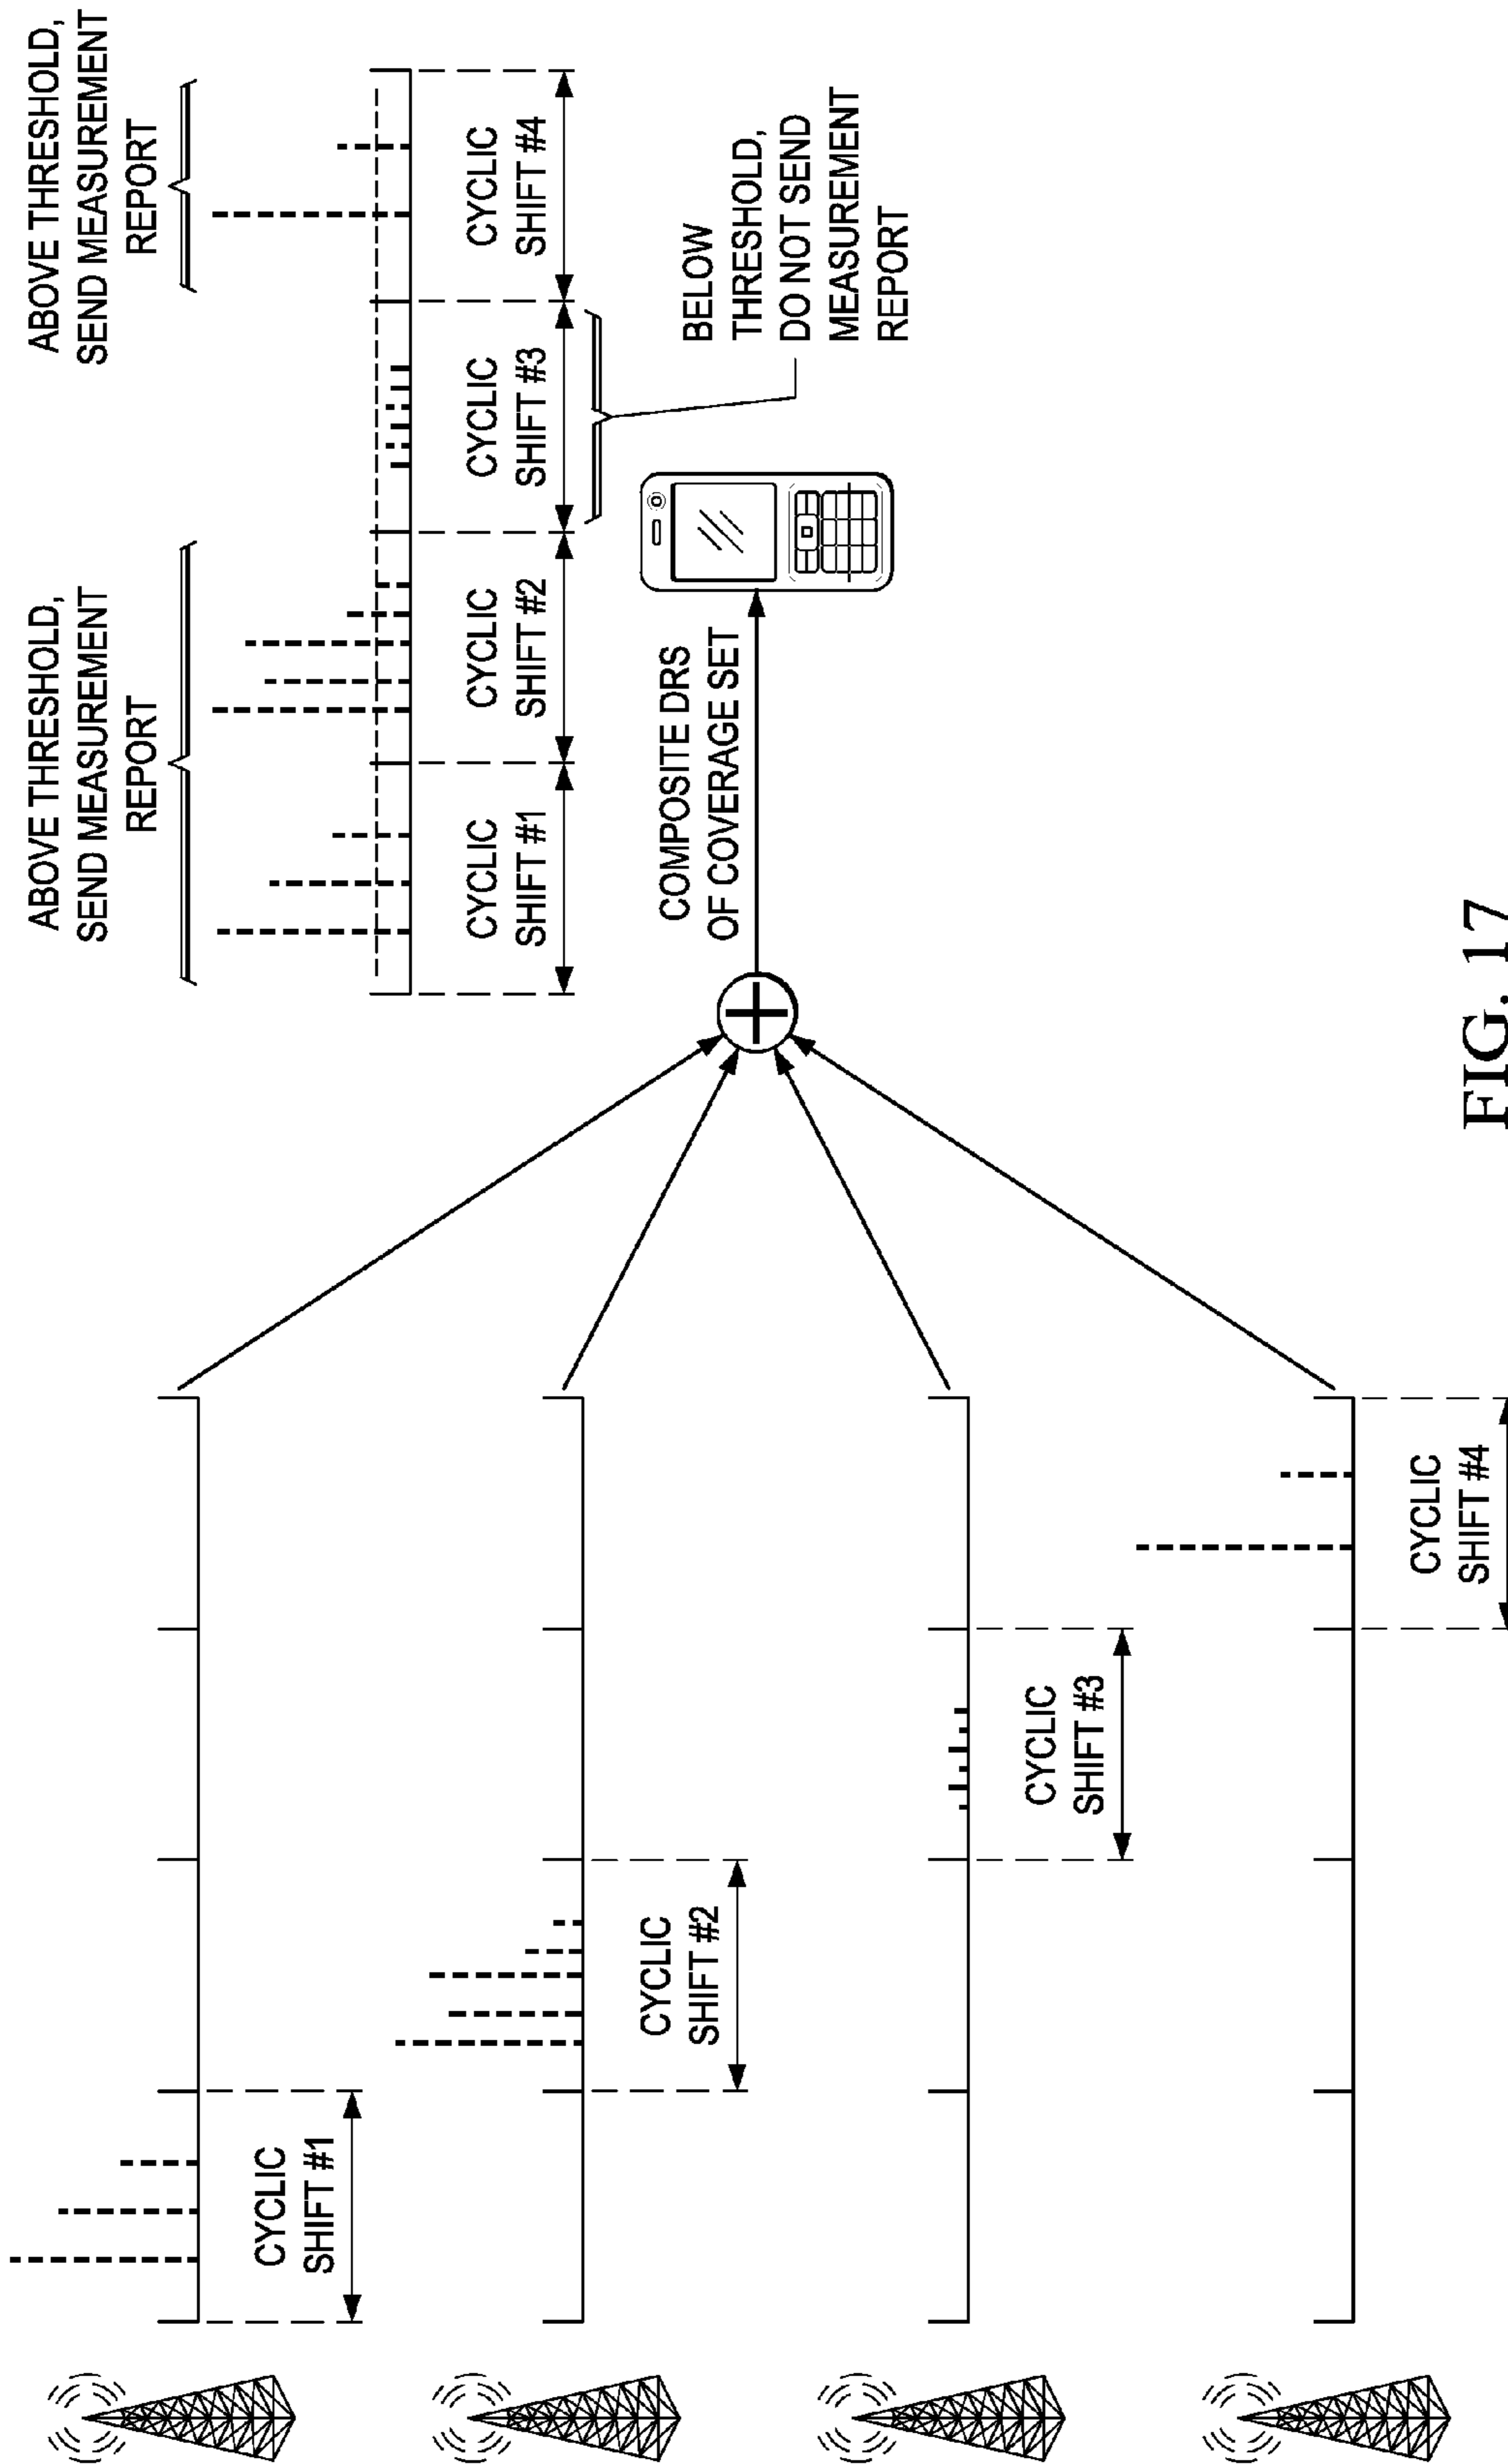 ABOVE THRESHOLD,
SEND MEASUREMENT
REPORT
ABOVE THRESHOLD,
SEND MEASUREMENT
REPORT
CYCLIC
SHIFT #1
CYCLIC
SHIFT #2
CYCLIC
SHIFT #3
CYCLIC
SHIFT #4
BELOW
THRESHOLD,
DO NOT SEND
MEASUREMENT
REPORT
COMPOSITE DRS
OF COVERAGE SET
CYCLIC
SHIFT #1
CYCLIC
SHIFT #2
CYCLIC
SHIFT #3
CYCLIC
SHIFT #4
FIG. 17